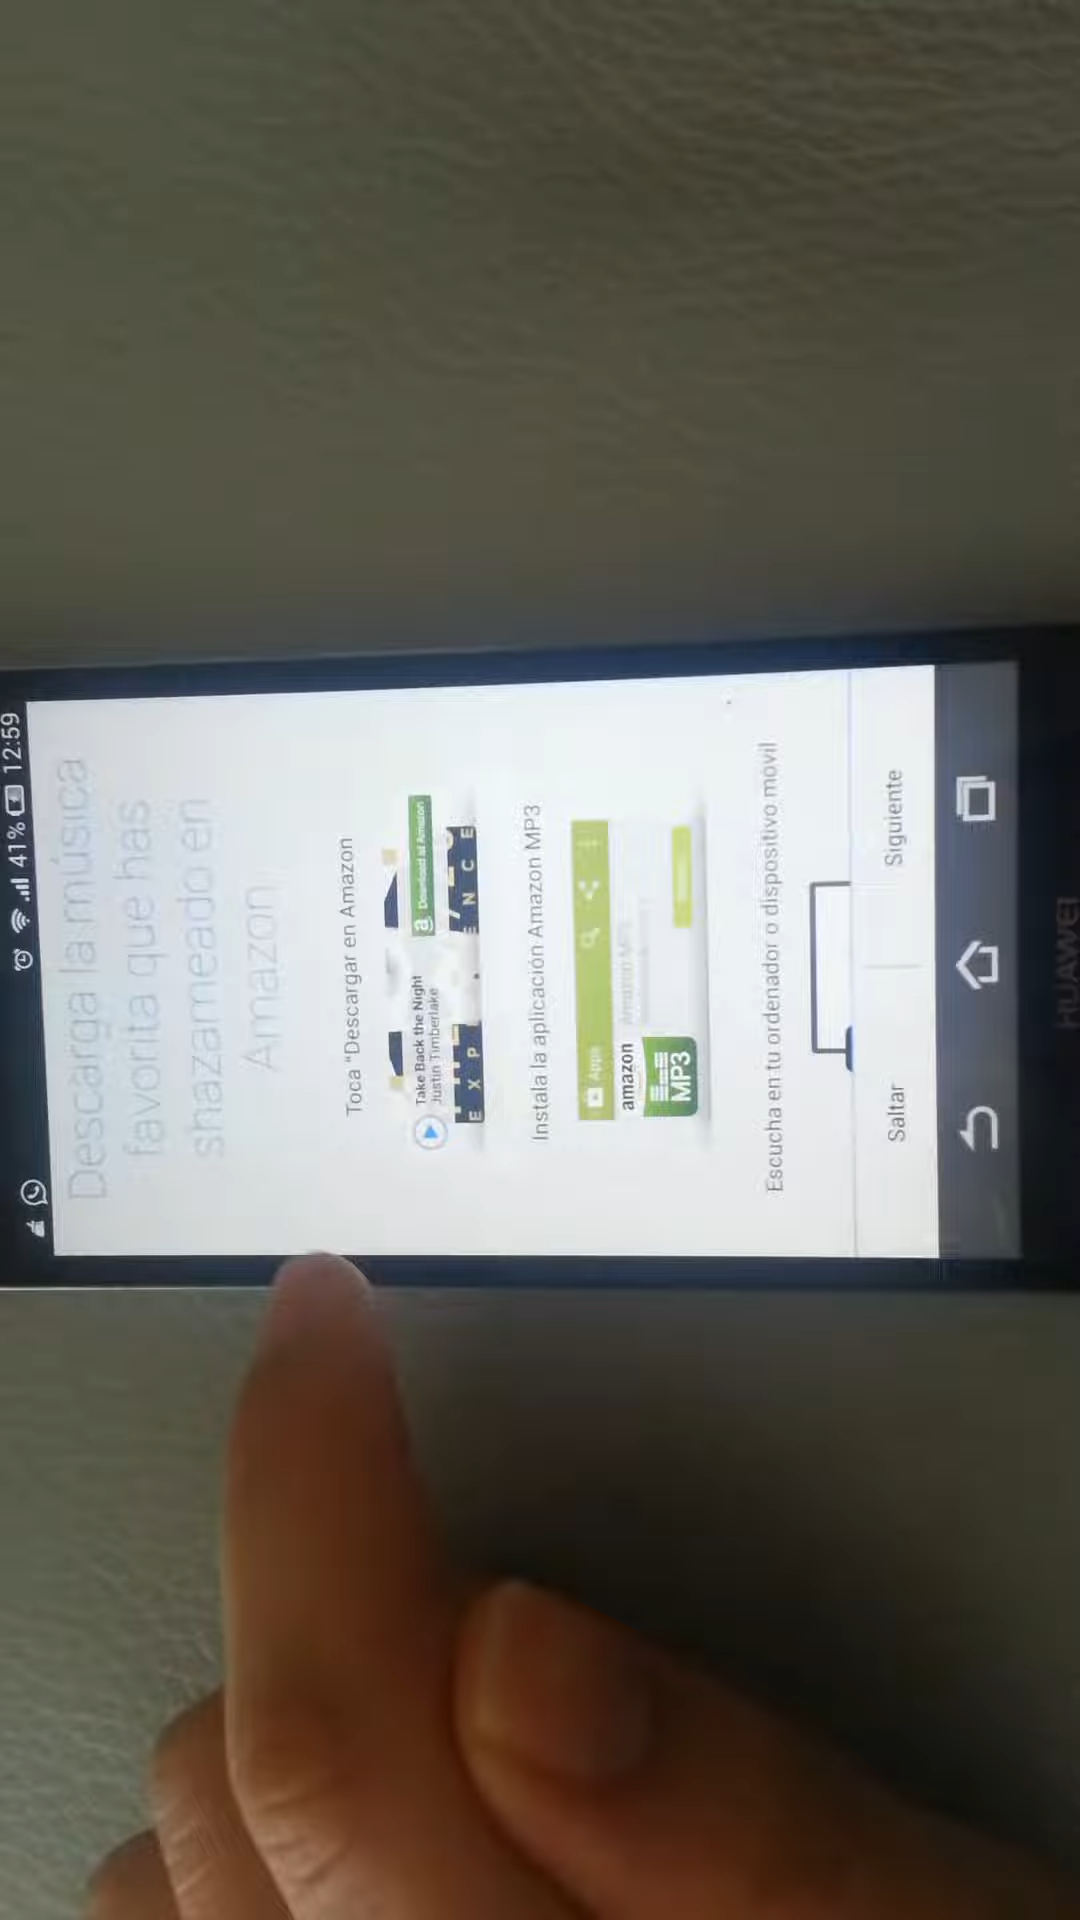 41% 12:59
Descarga la música
favorita que has
shazameado en
Amazon
Toca "Descargar en Amazon
Take Back the Night
Justin Timberlake
a Download at Amazon
E X P
E N C E
Instala la aplicación Amazon MP3
Apps
amazon
Amazon MP3
MP3
Escucha en tu ordenador o dispositivo móvil
Saltar
Siguiente
HUAWEI